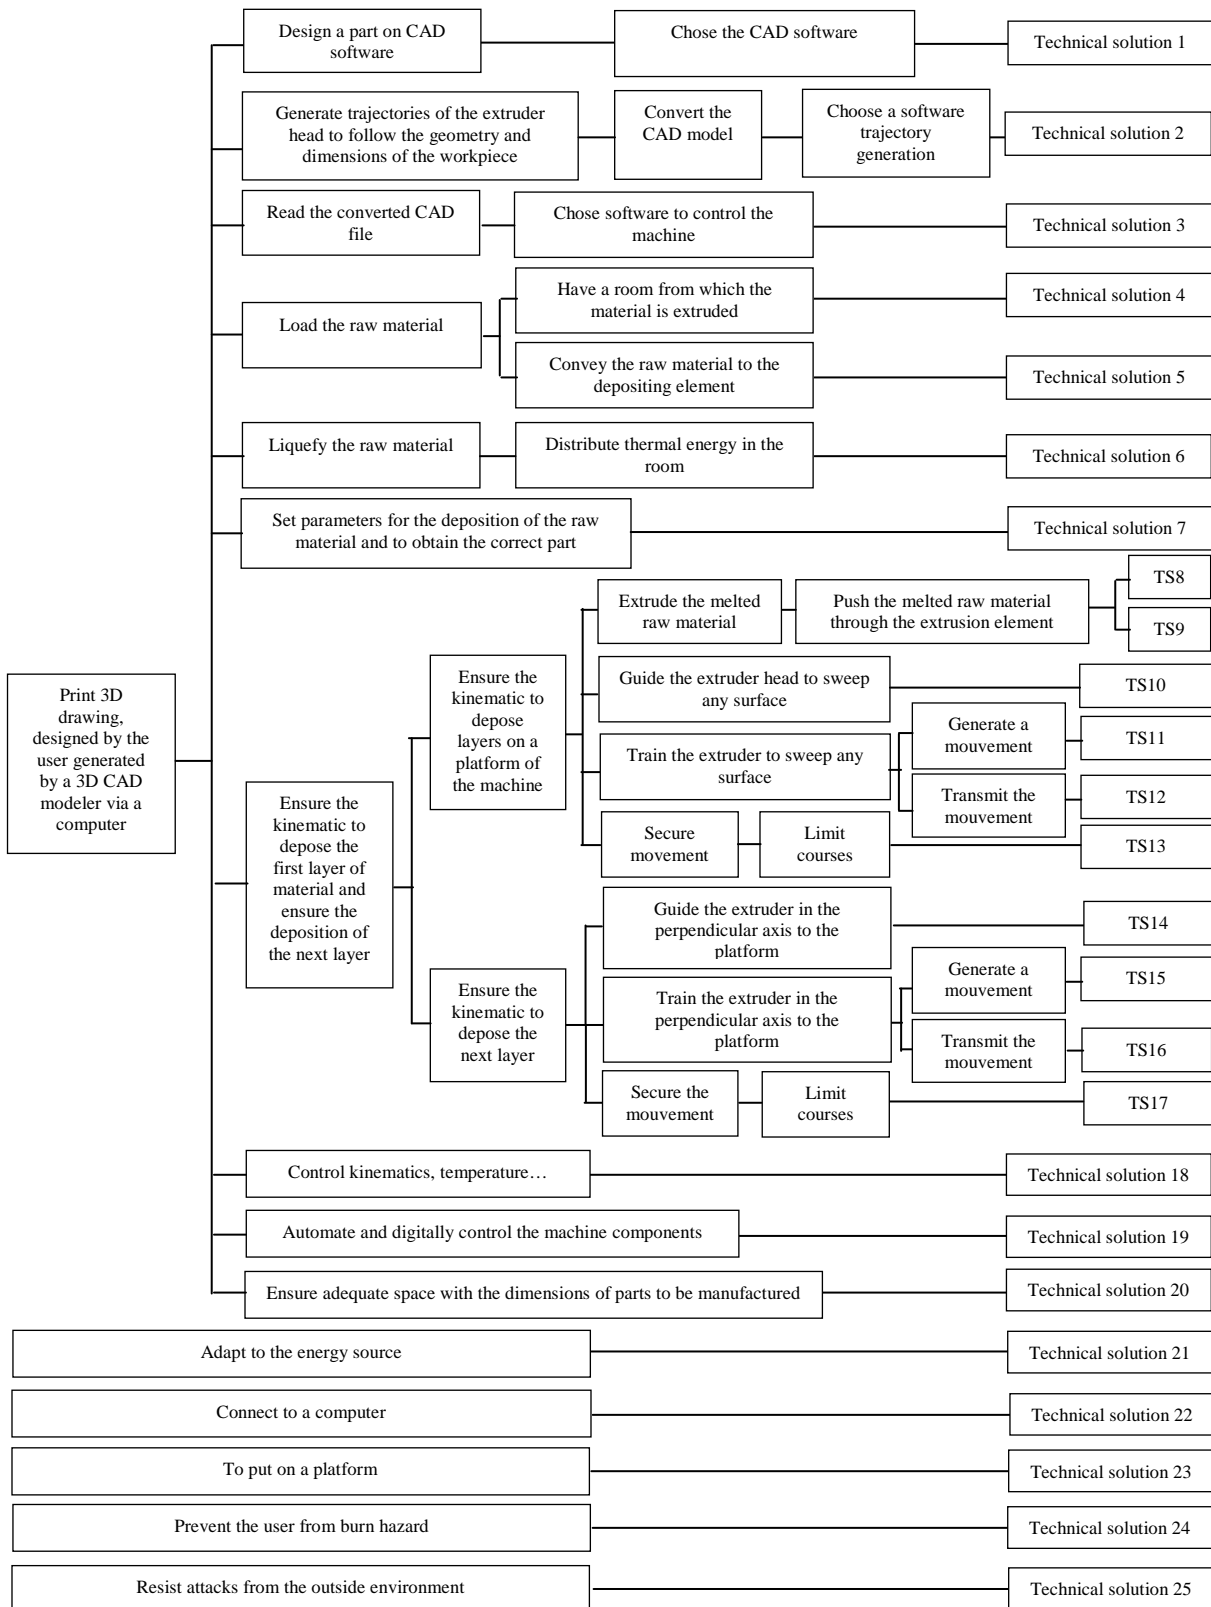 Design a part on CAD
software
Chose the CAD software
Technical solution 1
Generate trajectories of the extruder
head to follow the geometry and
dimensions of the workpiece
Convert the
CAD model
Choose a software
trajectory
generation
Technical solution 2
Read the converted CAD
file
Chose software to control the
machine
Technical solution 3
Load the raw material
Have a room from which the
material is extruded
Technical solution 4
Convey the raw material to the
depositing element
Technical solution 5
Liquefy the raw material
Distribute thermal energy in the
room
Technical solution 6
Set parameters for the deposition of the raw
material and to obtain the correct part
Technical solution 7
Print 3D
drawing,
designed by the
user generated
by a 3D CAD
modeler via a
computer
Ensure the
kinematic to
depose the
first layer of
material and
ensure the
deposition of
the next layer
Ensure the
kinematic to
depose
layers on a
platform of
the machine
Extrude the melted
raw material
Push the melted raw material
through the extrusion element
TS8
TS9
Guide the extruder head to sweep
any surface
TS10
Train the extruder to sweep any
surface
Generate a
mouvement
TS11
Transmit the
mouvement
TS12
Secure
movement
Limit
courses
TS13
Ensure the
kinematic to
depose the
next layer
Guide the extruder in the
perpendicular axis to the
platform
TS14
Train the extruder in the
perpendicular axis to the
platform
Generate a
mouvement
TS15
Transmit the
mouvement
TS16
Secure the
mouvement
Limit
courses
TS17
Control kinematics, temperature…
Technical solution 18
Automate and digitally control the machine components
Technical solution 19
Ensure adequate space with the dimensions of parts to be manufactured
Technical solution 20
Adapt to the energy source
Technical solution 21
Connect to a computer
Technical solution 22
To put on a platform
Technical solution 23
Prevent the user from burn hazard
Technical solution 24
Resist attacks from the outside environment
Technical solution 25